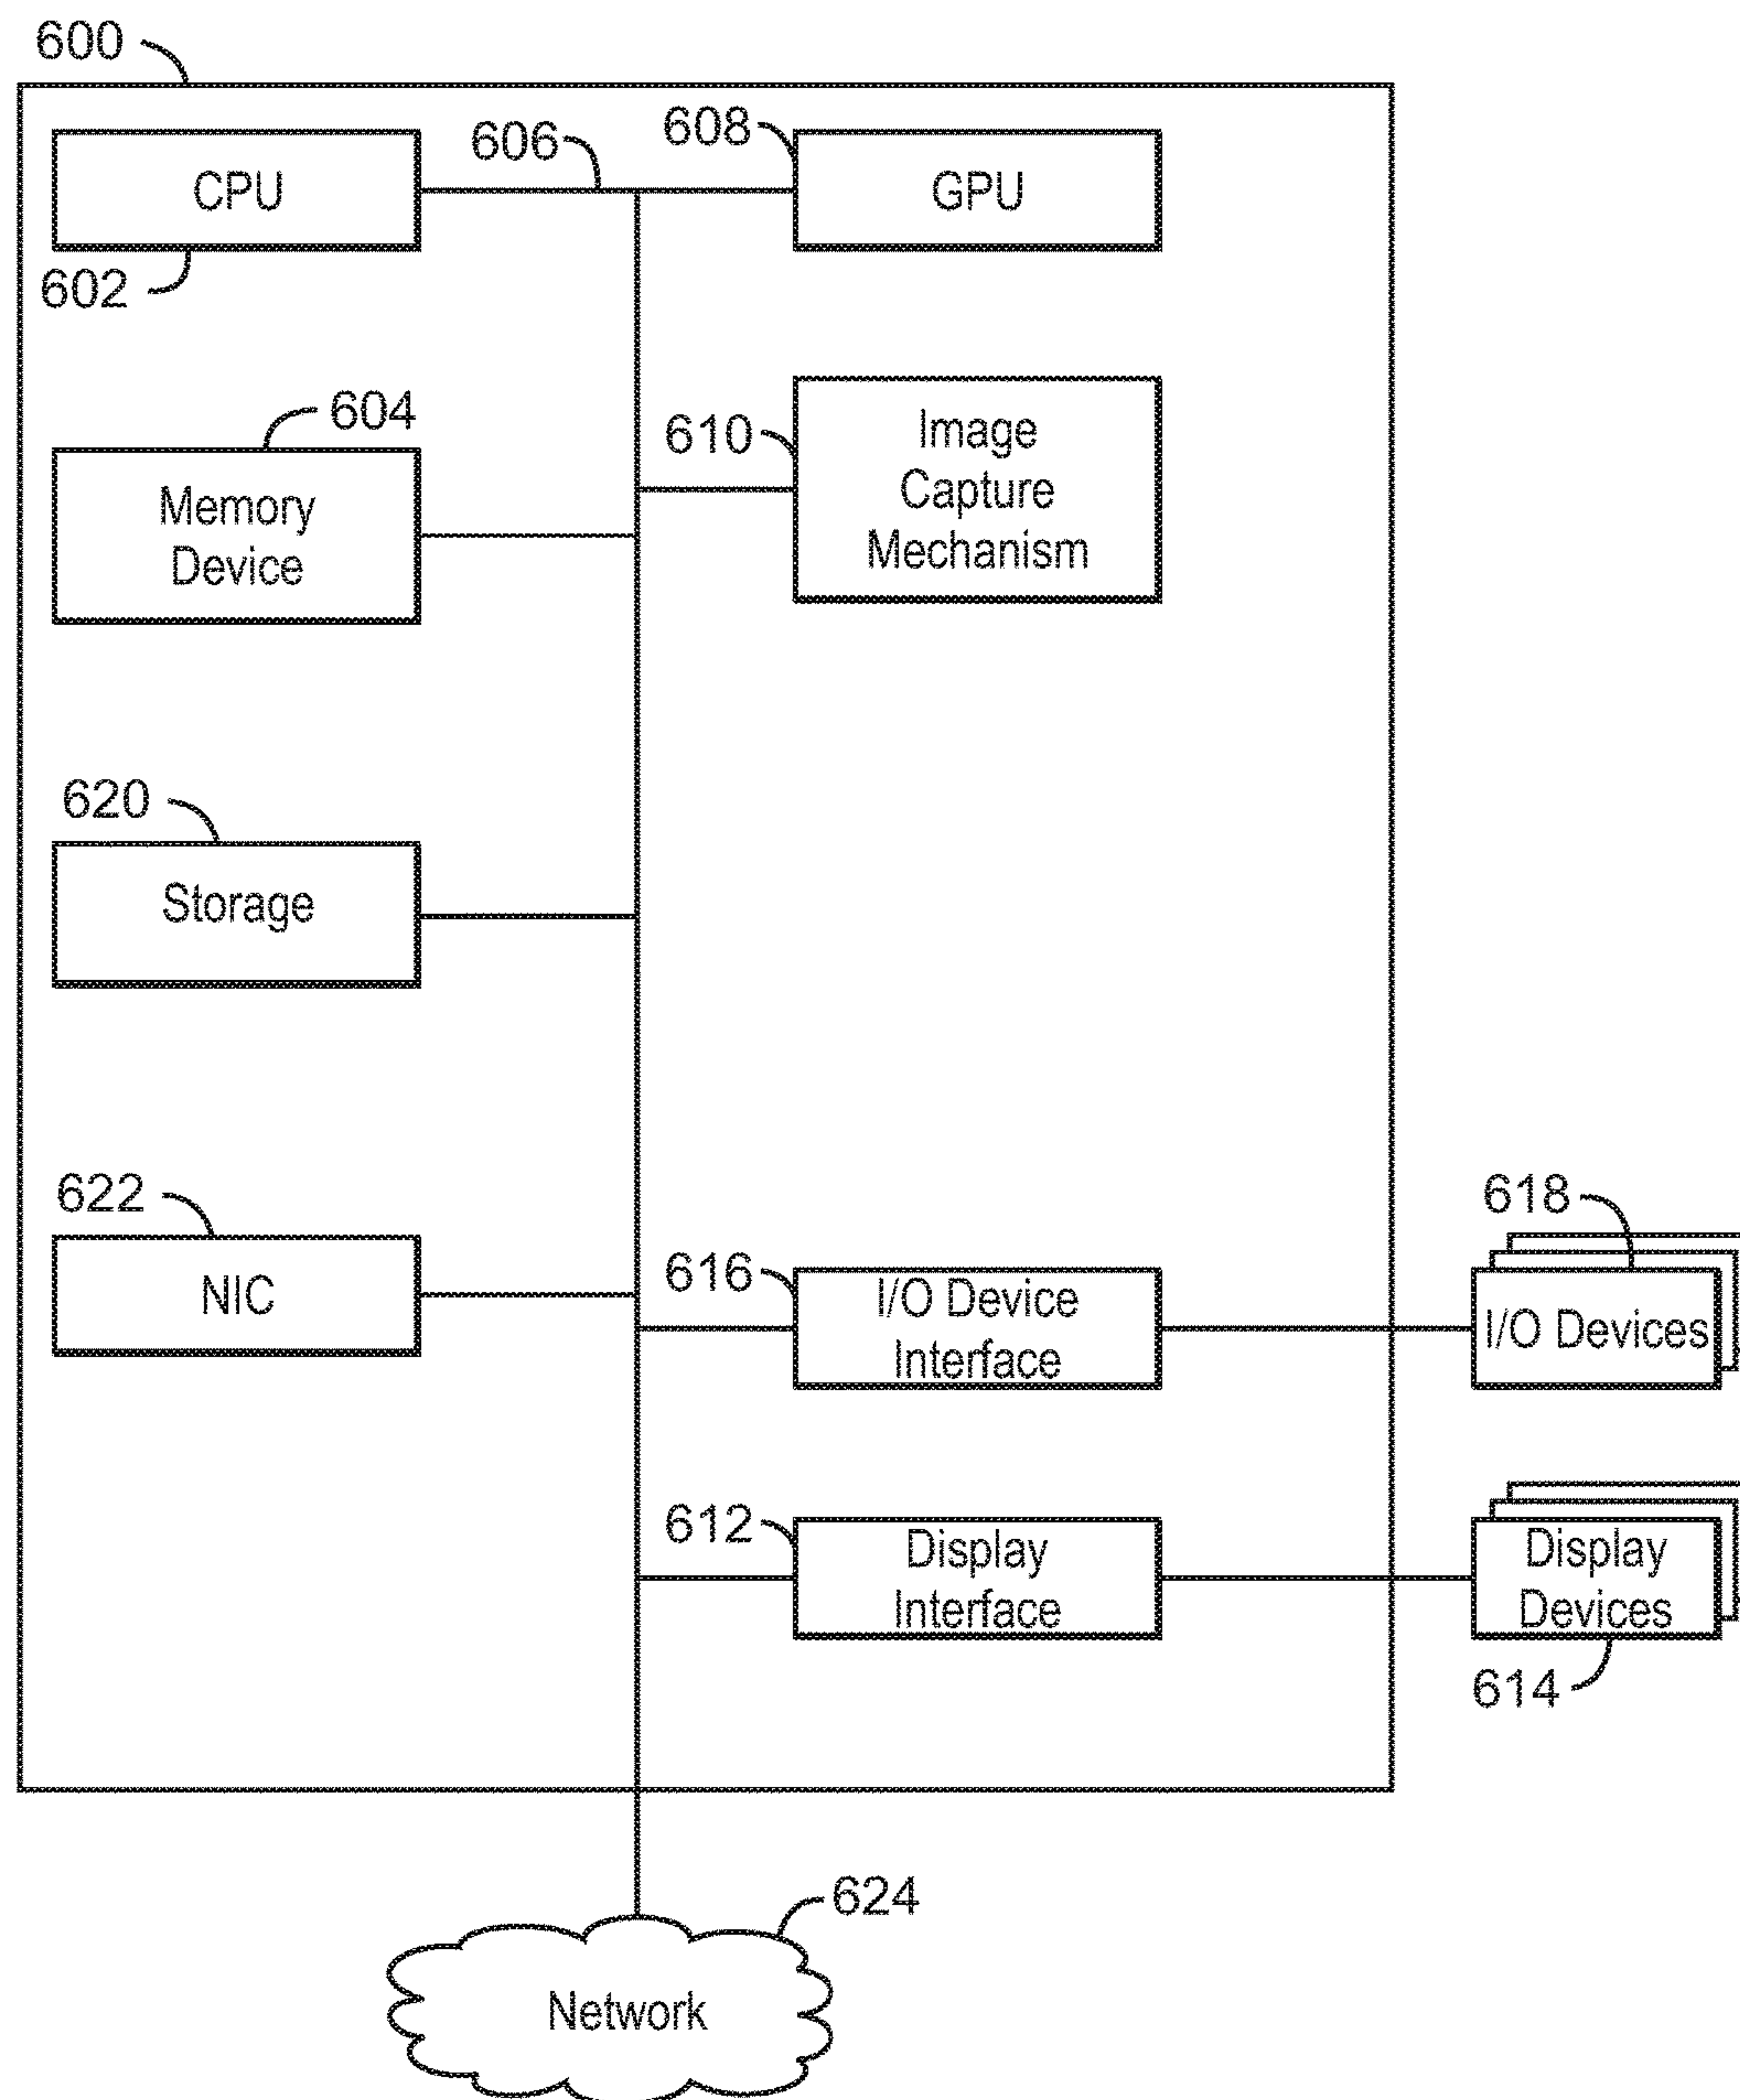 600
606
608
CPU
GPU
602
604
610
Image
Capture
Mechanism
Memory
Device
620
Storage
622
618
NIC
616
I/O Device
Interface
I/O Devices
612
Display
Interface
Display
Devices
614
624
Network